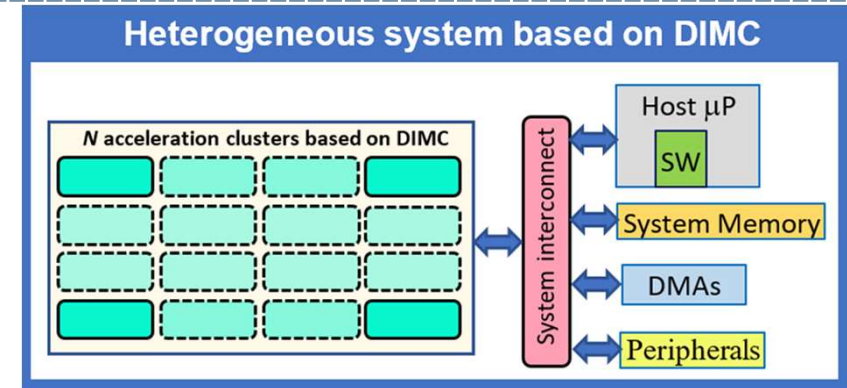 Heterogeneous system based on DIMC
N acceleration clusters based on DIMC
System interconnect
Host μP
SW
System Memory
DMAs
Peripherals